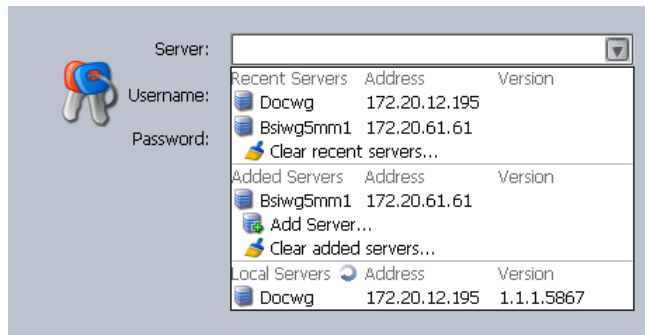 Server:
Recent Servers Address Version
Username:
Docwg 172.20.12.195
Bsiwg5mm1 172.20.61.61
Password:
Clear recent servers...
Added Servers Address Version
Bsiwg5mm1 172.20.61.61
Add Server...
Clear added servers...
Local Servers Address Version
Docwg 172.20.12.195 1.1.1.5867